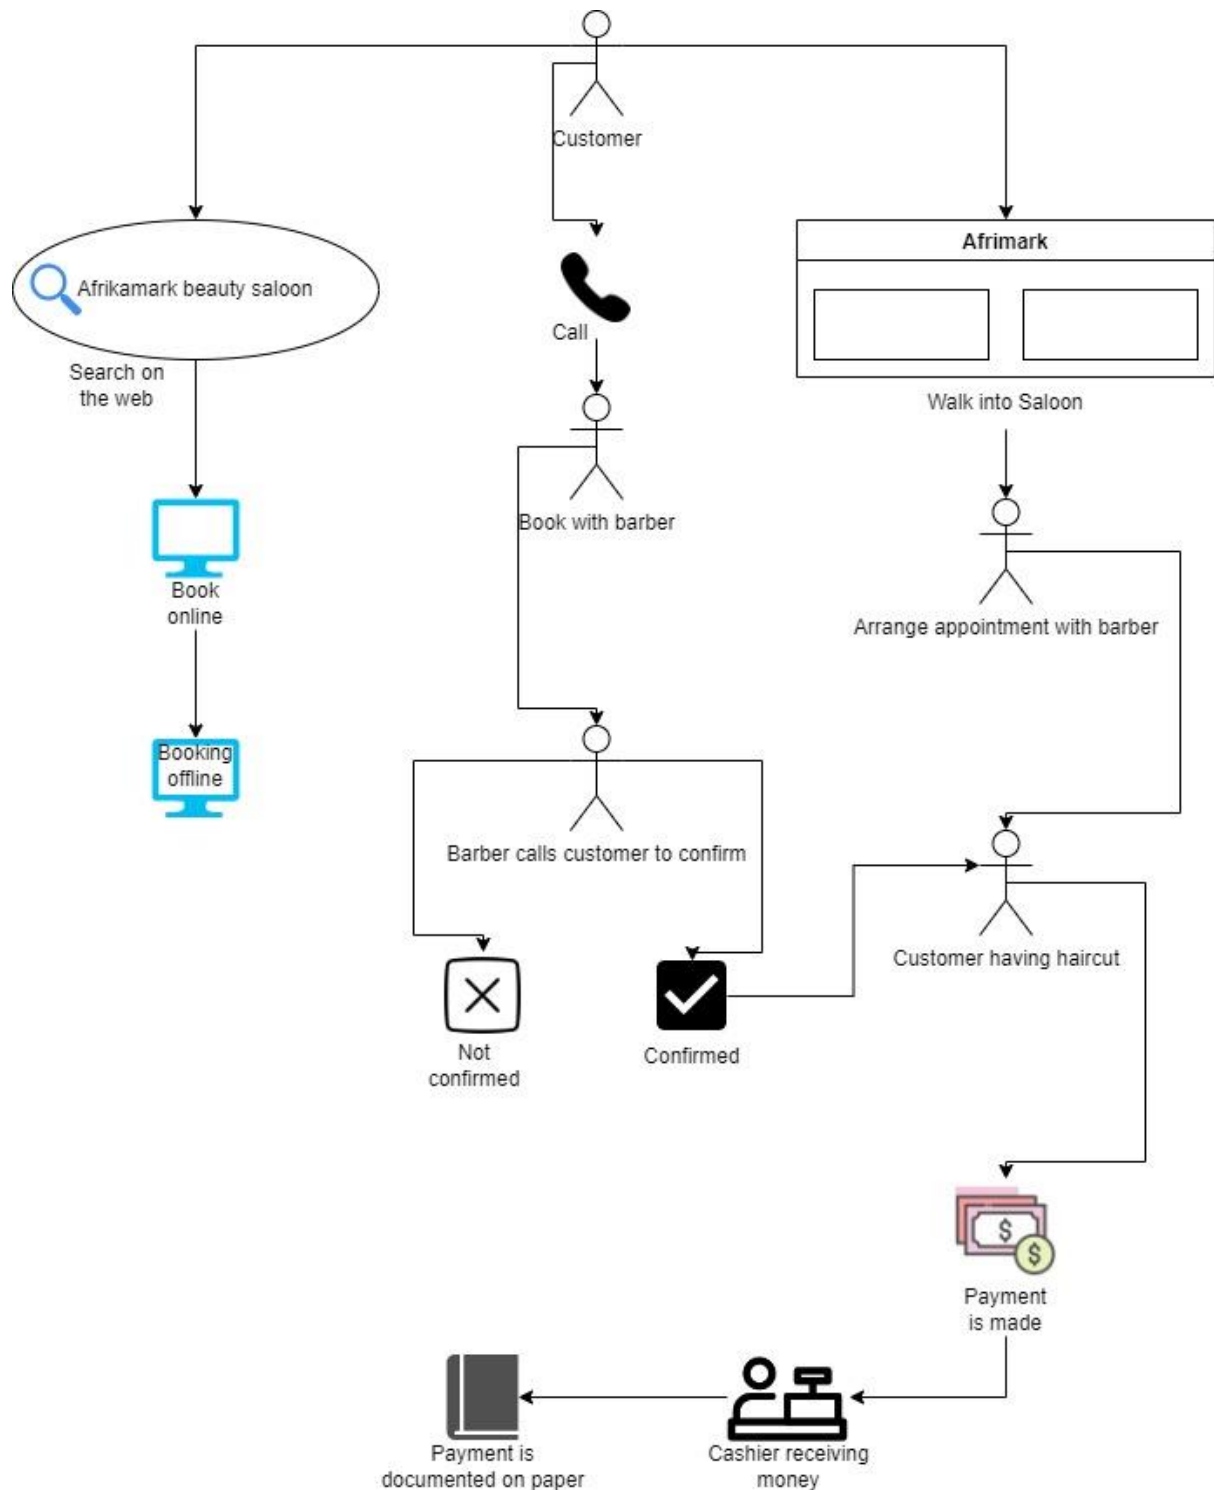 Customer
Afrikamark beauty saloon
Search on
the web
Call
Afrimark
Walk into Saloon
Book with barber
Book
online
Arrange appointment with barber
Booking
offline
Barber calls customer to confirm
Customer having haircut
Not
confirmed
Confirmed
$
$
Payment
is made
Cashier receiving
money
Payment is
documented on paper